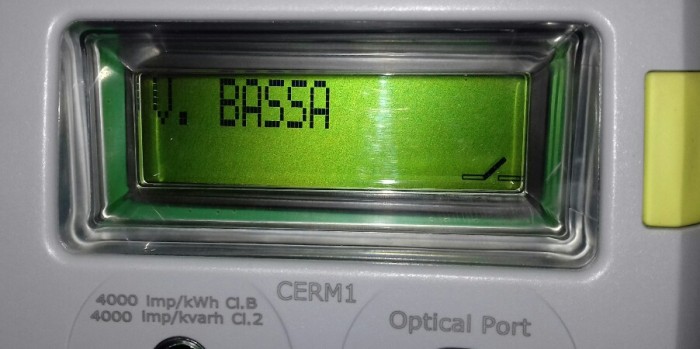 V. BASSA
CERM1
4000 Imp/kWh Cl.B
4000 Imp/kvarh Cl.2
Optical Port